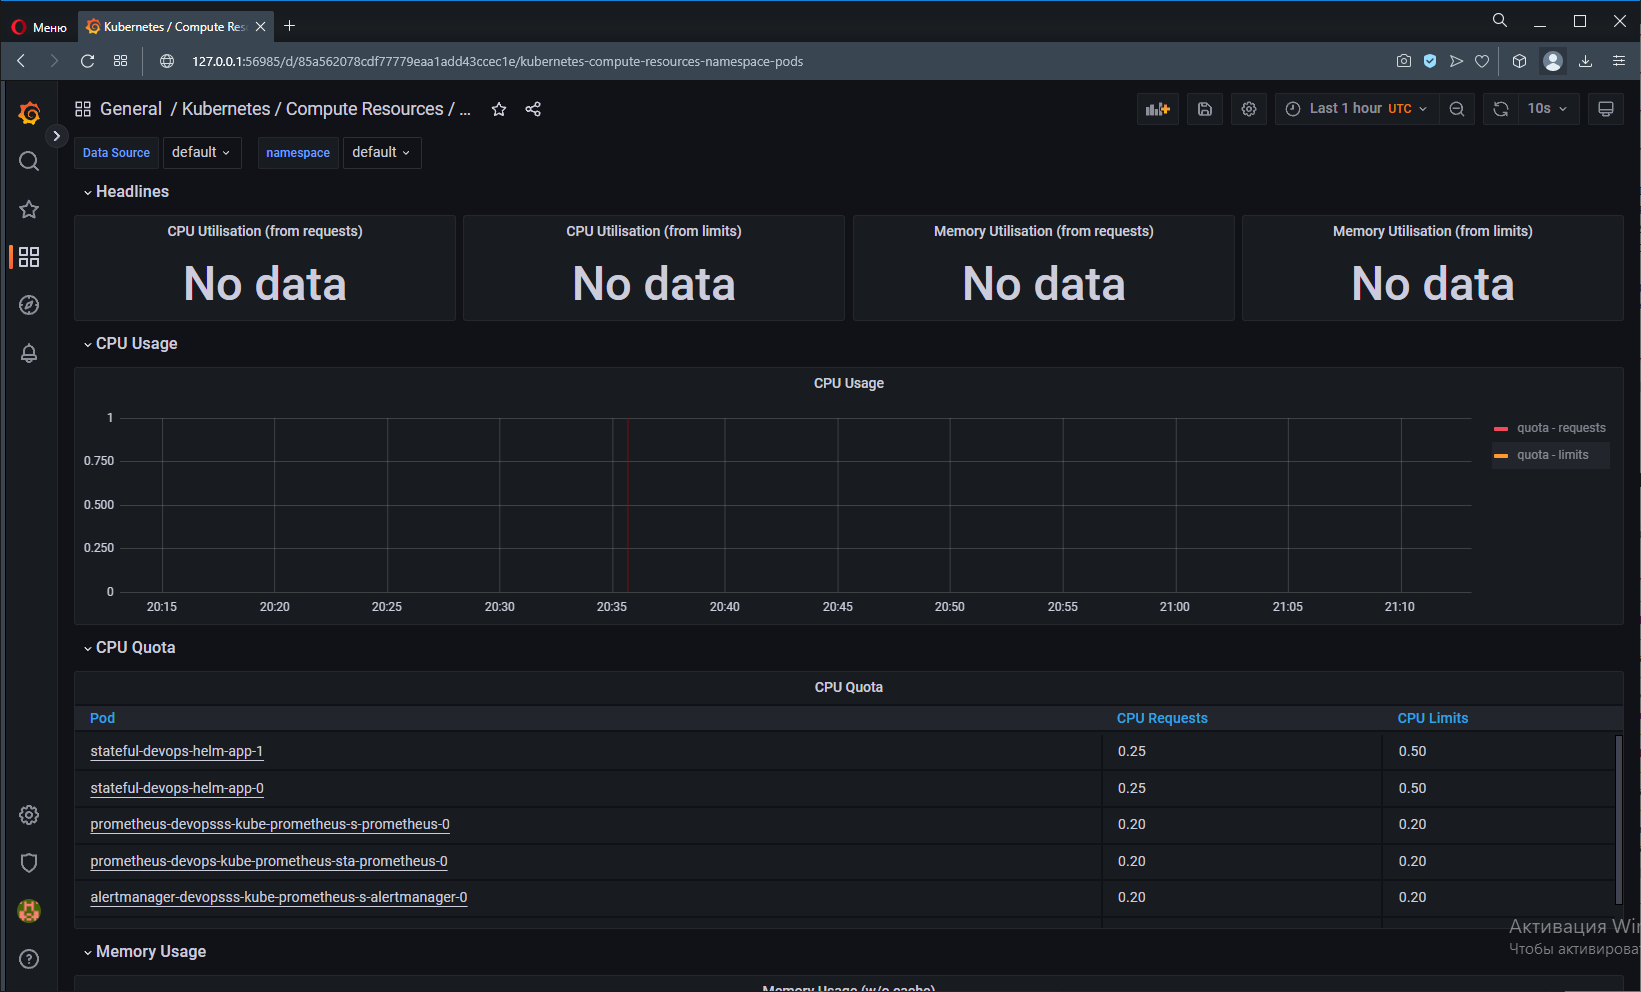 Меню
Kubernetes / Compute Res
127.0.0.1:56985/d/85a562078cdf77779eaa1add43ccec1e/kubernetes-compute-resources-namespace-pods
General / Kubernetes / Compute Resources / ...
Last 1 hour UTC
10s
Data Source default namespace default
Headlines
CPU Utilisation (from requests)
No data
CPU Utilisation (from limits)
No data
Memory Utilisation (from requests)
No data
Memory Utilisation (from limits)
No data
CPU Usage
CPU Usage
1
0.750
0.500
0.250
0
20:15 20:20 20:25 20:30 20:35 20:40 20:45 20:50 20:55 21:00 21:05 21:10
quota - requests
quota - limits
CPU Quota
CPU Quota
Pod CPU Requests CPU Limits
stateful-devops-helm-app-1 0.25 0.50
stateful-devops-helm-app-0 0.25 0.50
prometheus-devopsss-kube-prometheus-s-prometheus-0 0.20 0.20
prometheus-devops-kube-prometheus-sta-prometheus-0 0.20 0.20
alertmanager-devopsss-kube-prometheus-s-alertmanager-0 0.20 0.20
Активация Win
Чтобы активирова
Memory Usage
Memory Usage (w/o cache)